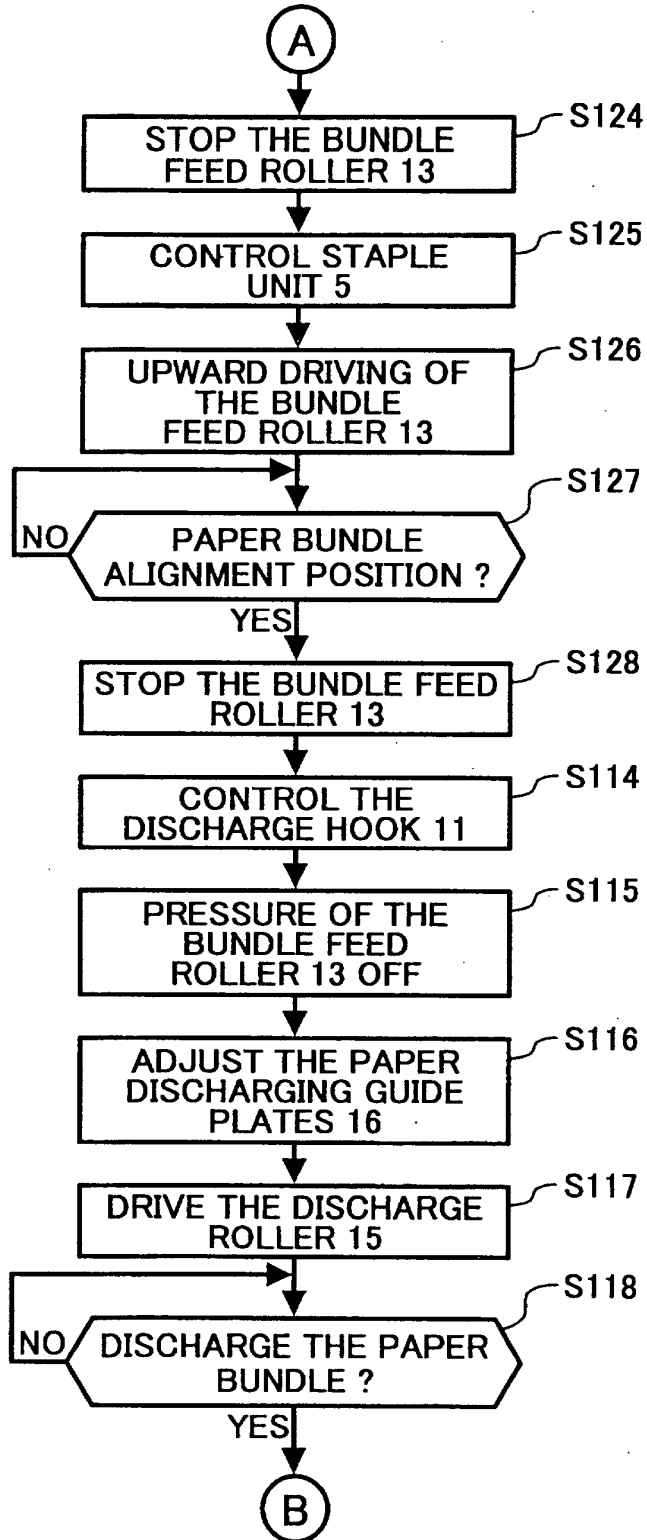 A
S124
STOP THE BUNDLE
FEED ROLLER 13
S125
CONTROL STAPLE
UNIT 5
S126
UPWARD DRIVING OF
THE BUNDLE
FEED ROLLER 13
S127
NO
PAPER BUNDLE
ALIGNMENT POSITION ?
YES
S128
STOP THE BUNDLE FEED
ROLLER 13
S114
CONTROL THE
DISCHARGE HOOK 11
S115
PRESSURE OF THE
BUNDLE FEED
ROLLER 13 OFF
S116
ADJUST THE PAPER
DISCHARGING GUIDE
PLATES 16
S117
DRIVE THE DISCHARGE
ROLLER 15
S118
NO
DISCHARGE THE PAPER
BUNDLE ?
YES
B